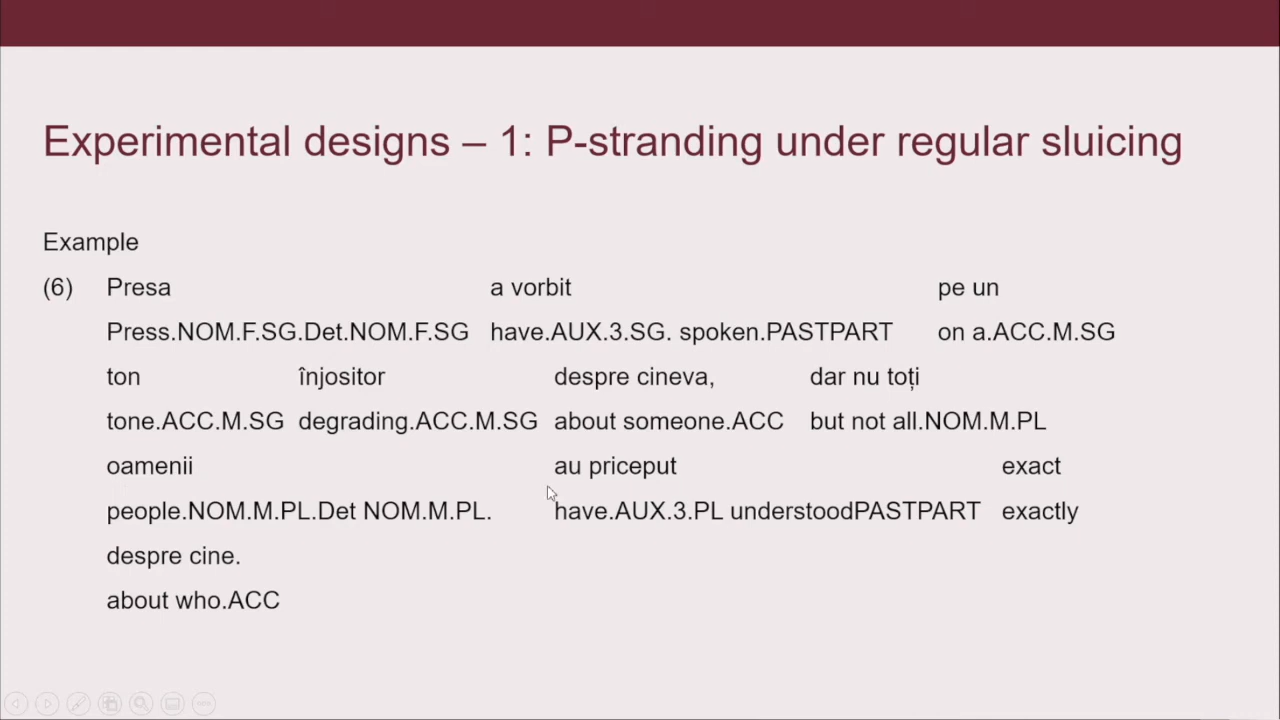 Experimental designs – 1: P-stranding under regular sluicing
Example
(6) Presa a vorbit pe un
Press.NOM.F.SG.Det.NOM.F.SG have.AUX.3.SG. spoken.PASTPART on a.ACC.M.SG
ton înjositor despre cineva, dar nu toți
tone.ACC.M.SG degrading.ACC.M.SG about someone.ACC but not all.NOM.M.PL
oamenii au priceput exact
people.NOM.M.PL.Det NOM.M.PL. have.AUX.3.PL understoodPASTPART exactly
despre cine.
about who.ACC